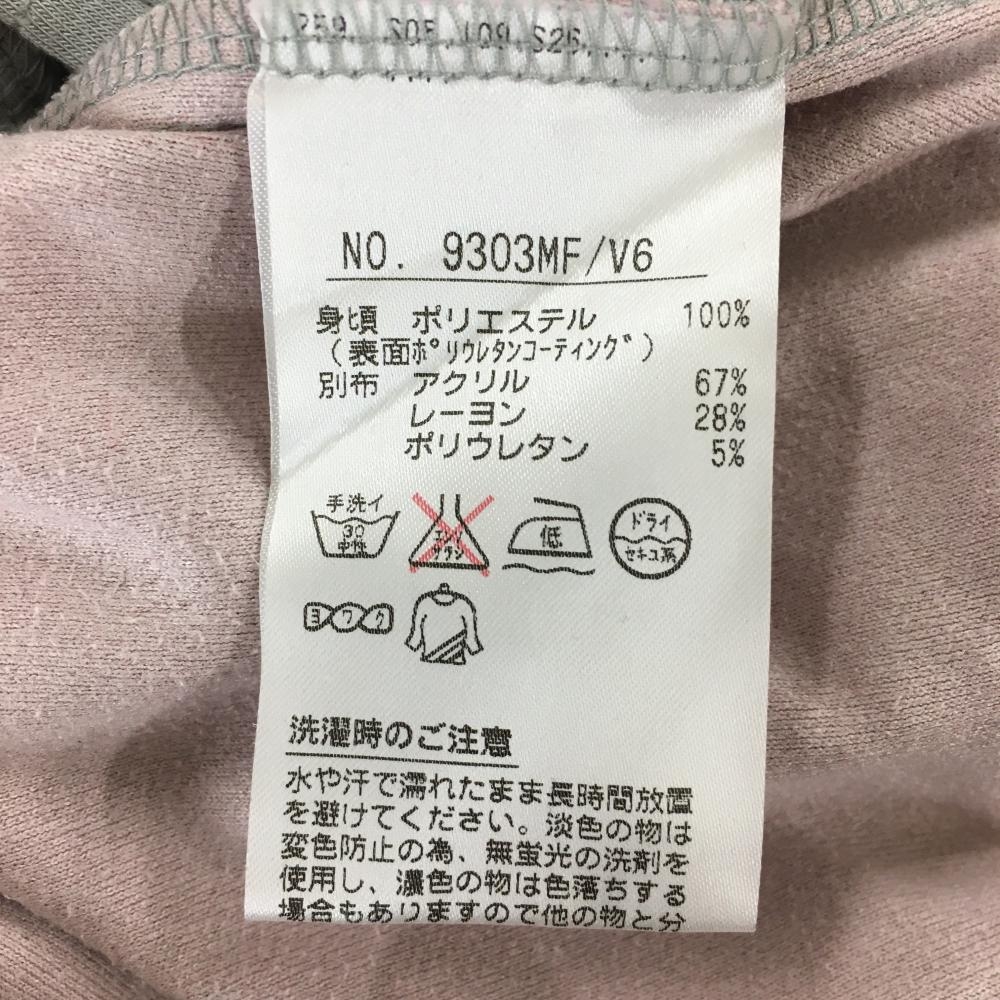 NO. 9303MF/V6
身頃 ポリエステル 100%
(表面ポリウレタンコーティング)
別布 アクリル 67%
レーヨン 28%
ポリウレタン 5%
手洗イ
30
中性
エンソサラシ
低
ドライ
セキユ系
ヨワク
洗濯時のご注意
水や汗で濡れたまま長時間放置
を避けてください。淡色の物は
変色防止の為、無蛍光の洗剤を
使用し、濃色の物は色落ちする
場合もありますので他の物と分